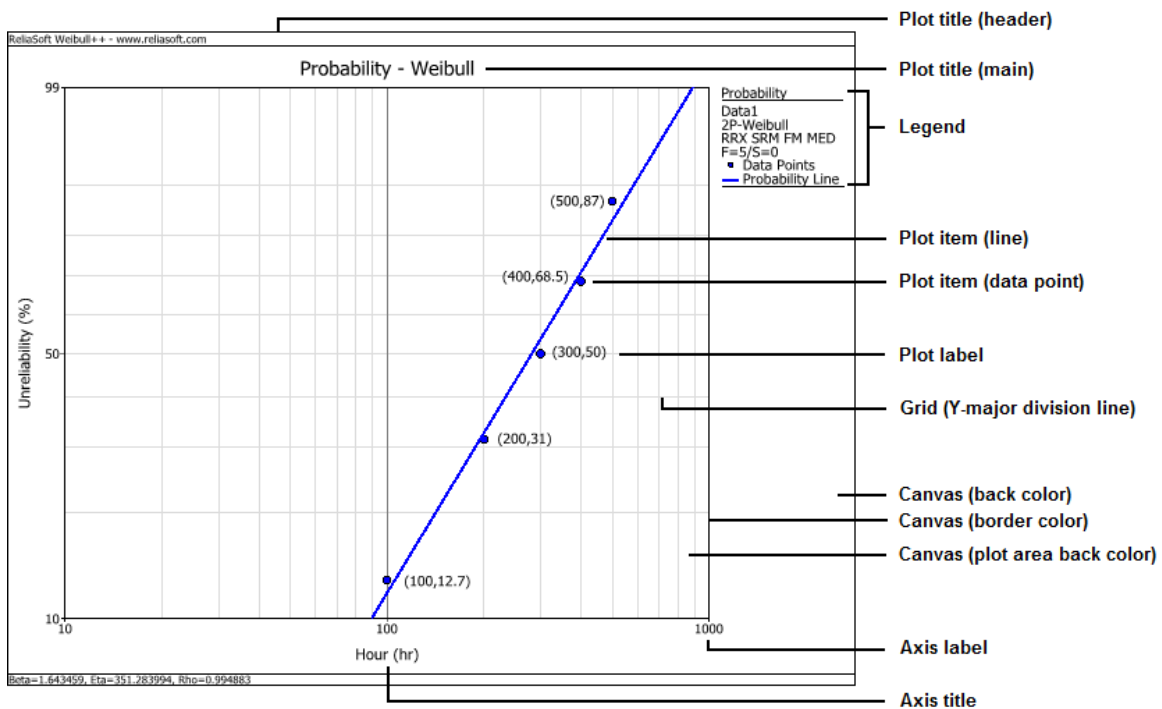 Plot title (header)
ReliaSoft Weibull++ - www.reliasoft.com
Probability - Weibull
Plot title (main)
99
Probability
Data1
2P-Weibull
RRX SRM FM MED
F=5/S=0
Data Points
Probability Line
Legend
(500,87)
Plot item (line)
(400,68.5)
Plot item (data point)
Unreliability (%)
50
(300,50)
Plot label
Grid (Y-major division line)
(200,31)
Canvas (back color)
Canvas (border color)
Canvas (plot area back color)
(100,12.7)
10
10
100
1000
Hour (hr)
Axis label
Beta=1.643459, Eta=351.283994, Rho=0.994883
Axis title